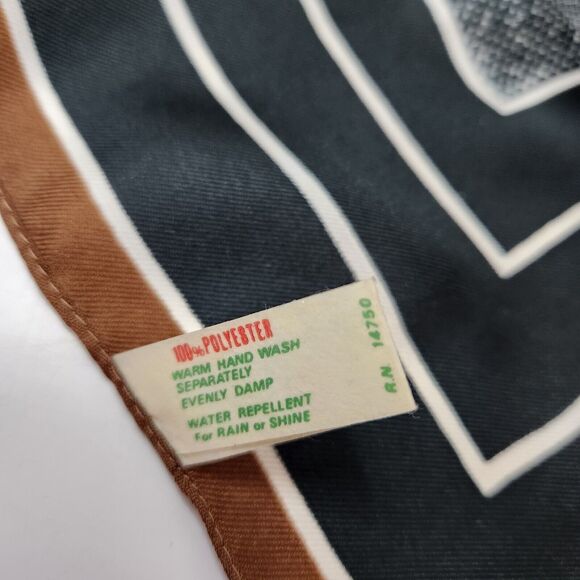 100% POLYESTER
WARM HAND WASH
SEPARATELY
EVENLY DAMP
WATER REPELLENT
For RAIN or SHINE
R.N. 14750